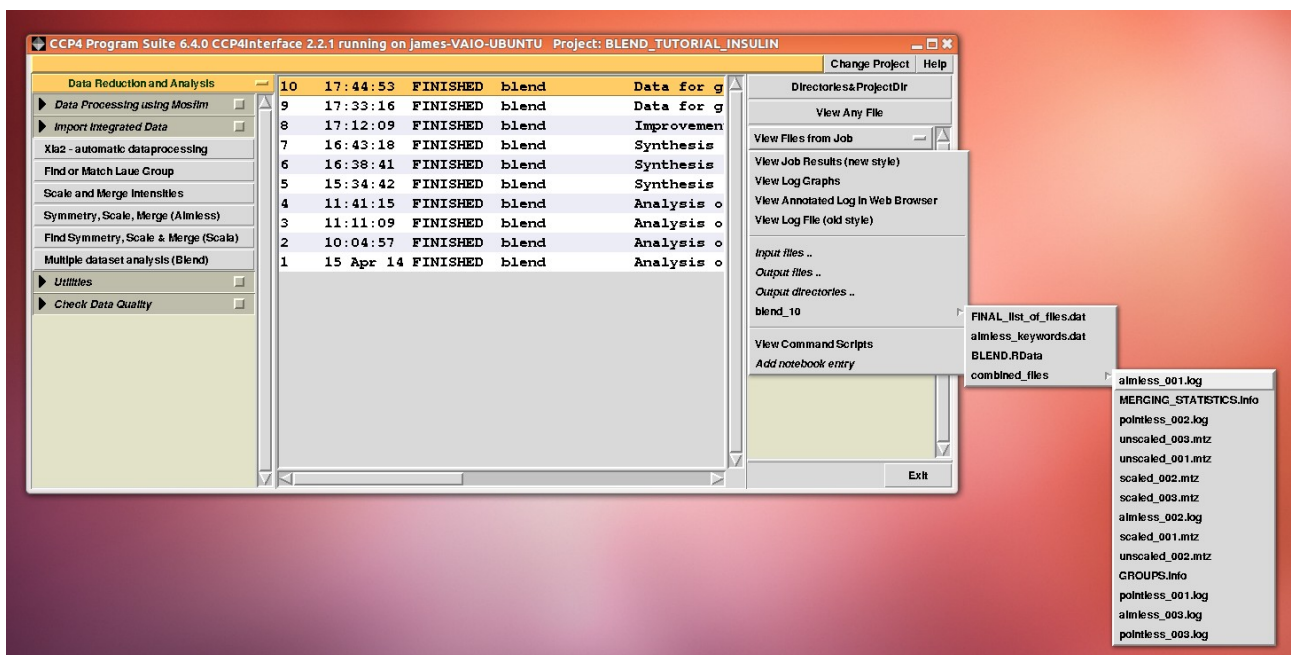 CCP4 Program Suite 6.4.0 CCP4Interface 2.2.1 running on james-VAIO-UBUNTU Project: BLEND_TUTORIAL_INSULIN
Change Project Help
Data Reduction and Analysis
Data Processing using Mosflm
Import Integrated Data
Xia2 - automatic dataprocessing
Find or Match Laue Group
Scale and Merge Intensities
Symmetry, Scale, Merge (Aimless)
Find Symmetry, Scale & Merge (Scala)
Multiple dataset analysis (Blend)
Utilities
Check Data Quality
10 17:44:53 FINISHED blend Data for g
9 17:33:16 FINISHED blend Data for g
8 17:12:09 FINISHED blend Improvemen
7 16:43:18 FINISHED blend Synthesis
6 16:38:41 FINISHED blend Synthesis
5 15:34:42 FINISHED blend Synthesis
4 11:41:15 FINISHED blend Analysis o
3 11:11:09 FINISHED blend Analysis o
2 10:04:57 FINISHED blend Analysis o
1 15 Apr 14 FINISHED blend Analysis o
Directories&ProjectDir
View Any File
View Files from Job
View Job Results (new style)
View Log Graphs
View Annotated Log in Web Browser
View Log File (old style)
Input files ..
Output files ..
Output directories ..
blend_10
View Command Scripts
Add notebook entry
Exit
FINAL_list_of_files.dat
aimless_keywords.dat
BLEND.RData
combined_files
aimless_001.log
MERGING_STATISTICS.info
pointless_002.log
unscaled_003.mtz
unscaled_001.mtz
scaled_002.mtz
scaled_003.mtz
aimless_002.log
scaled_001.mtz
unscaled_002.mtz
GROUPS.info
pointless_001.log
aimless_003.log
pointless_003.log